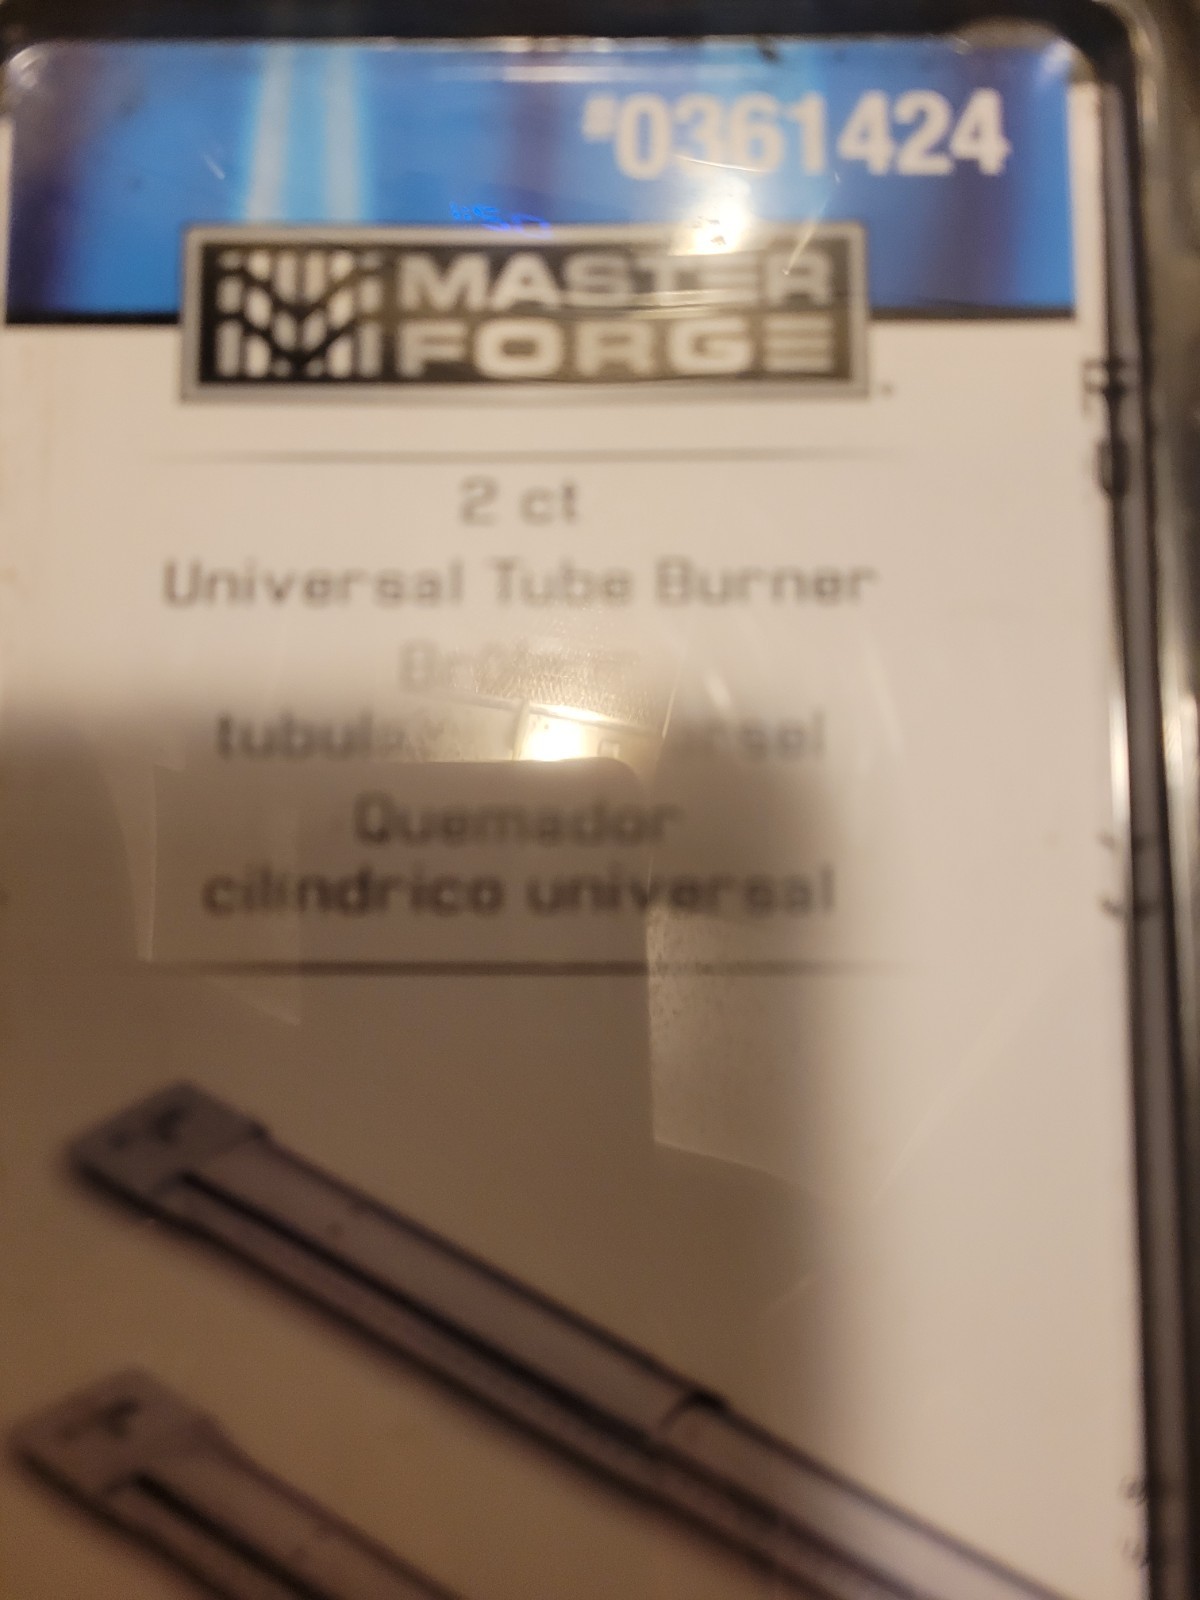 #0361424
MASTER
FORGE
2 ct
Universal Tube Burner
Quemador
cilíndrico universal